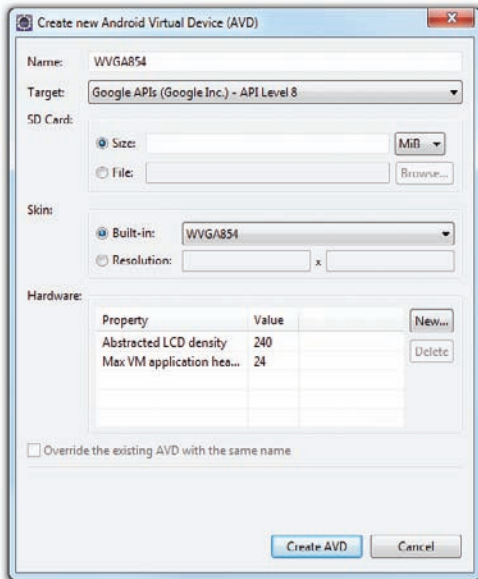 Create new Android Virtual Device (AVD)
Name: WVGA854
Target: Google APIs (Google Inc.) - API Level 8
SD Card:
Size: MiB
File: Browse...
Skin:
Built-in: WVGA854
Resolution: x
Hardware:
Property Value New...
Abstracted LCD density 240 Delete
Max VM application hea... 24
Override the existing AVD with the same name
Create AVD Cancel